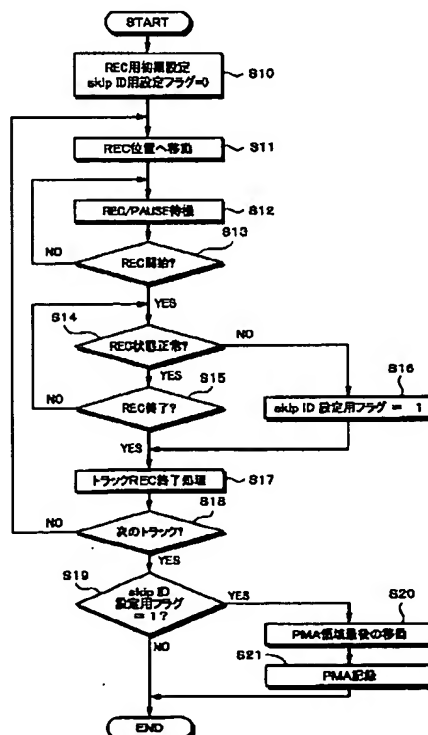 START
REC用初期設定
skip ID用設定フラグ=0
S10
REC位置へ移動
S11
REC/PAUSE待機
S12
S13
NO
REC開始?
YES
S14
NO
REC状態正常?
YES
S15
S16
NO
REC終了?
skip ID 設定用フラグ = 1
YES
トラックREC終了処理
S17
S18
NO
次のトラック?
YES
S19
skip ID
設定用フラグ
= 1?
YES
S20
NO
PMA領域最後の移動
S21
PMA記録
END